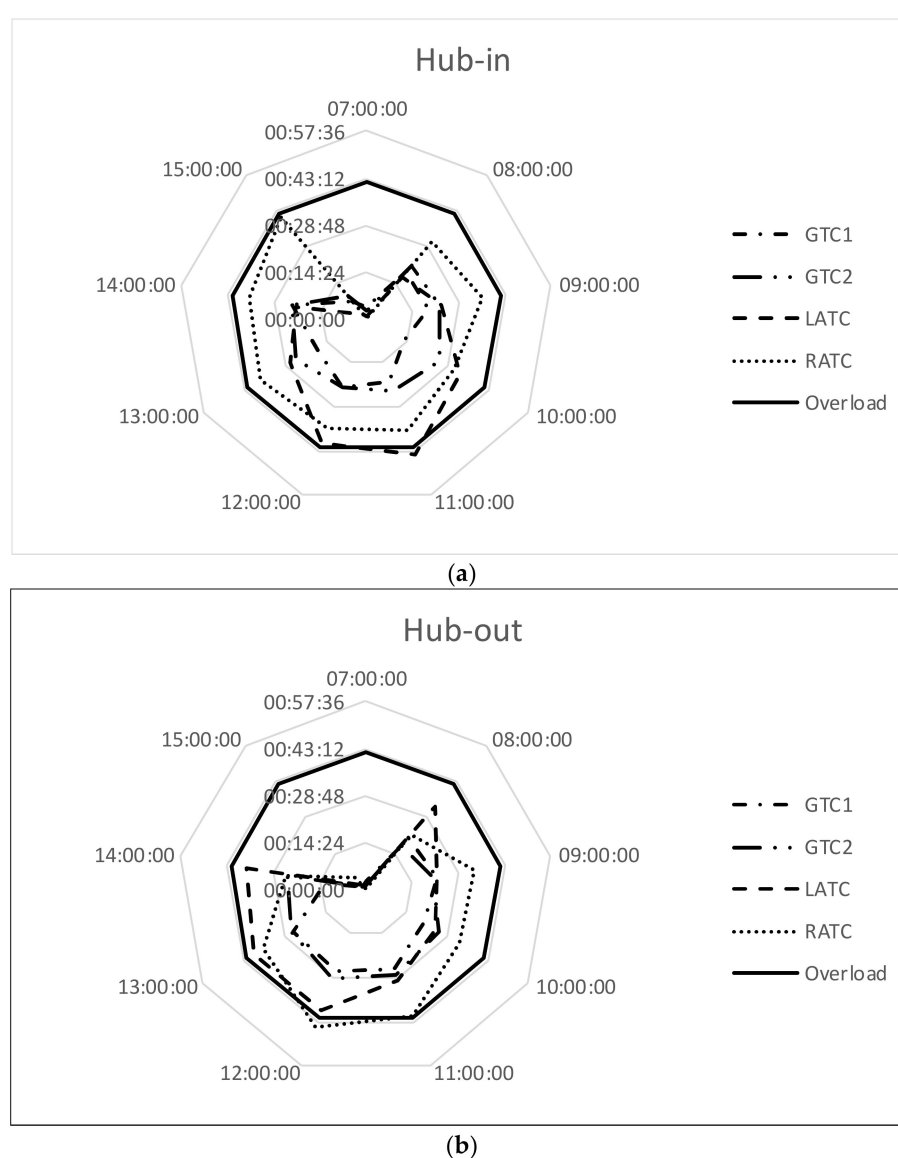 Hub-in
07:00:00
00:57:36
15:00:00
08:00:00
00:43:12
00:28:48
GTC1
14:00:00
00:14:24
09:00:00
GTC2
00:00:00
LATC
RATC
13:00:00
10:00:00
Overload
12:00:00
11:00:00
(a)
Hub-out
07:00:00
00:57:36
15:00:00
08:00:00
00:43:12
00:28:48
GTC1
14:00:00
00:14:24
09:00:00
GTC2
00:00:00
LATC
RATC
13:00:00
10:00:00
Overload
12:00:00
11:00:00
(b)